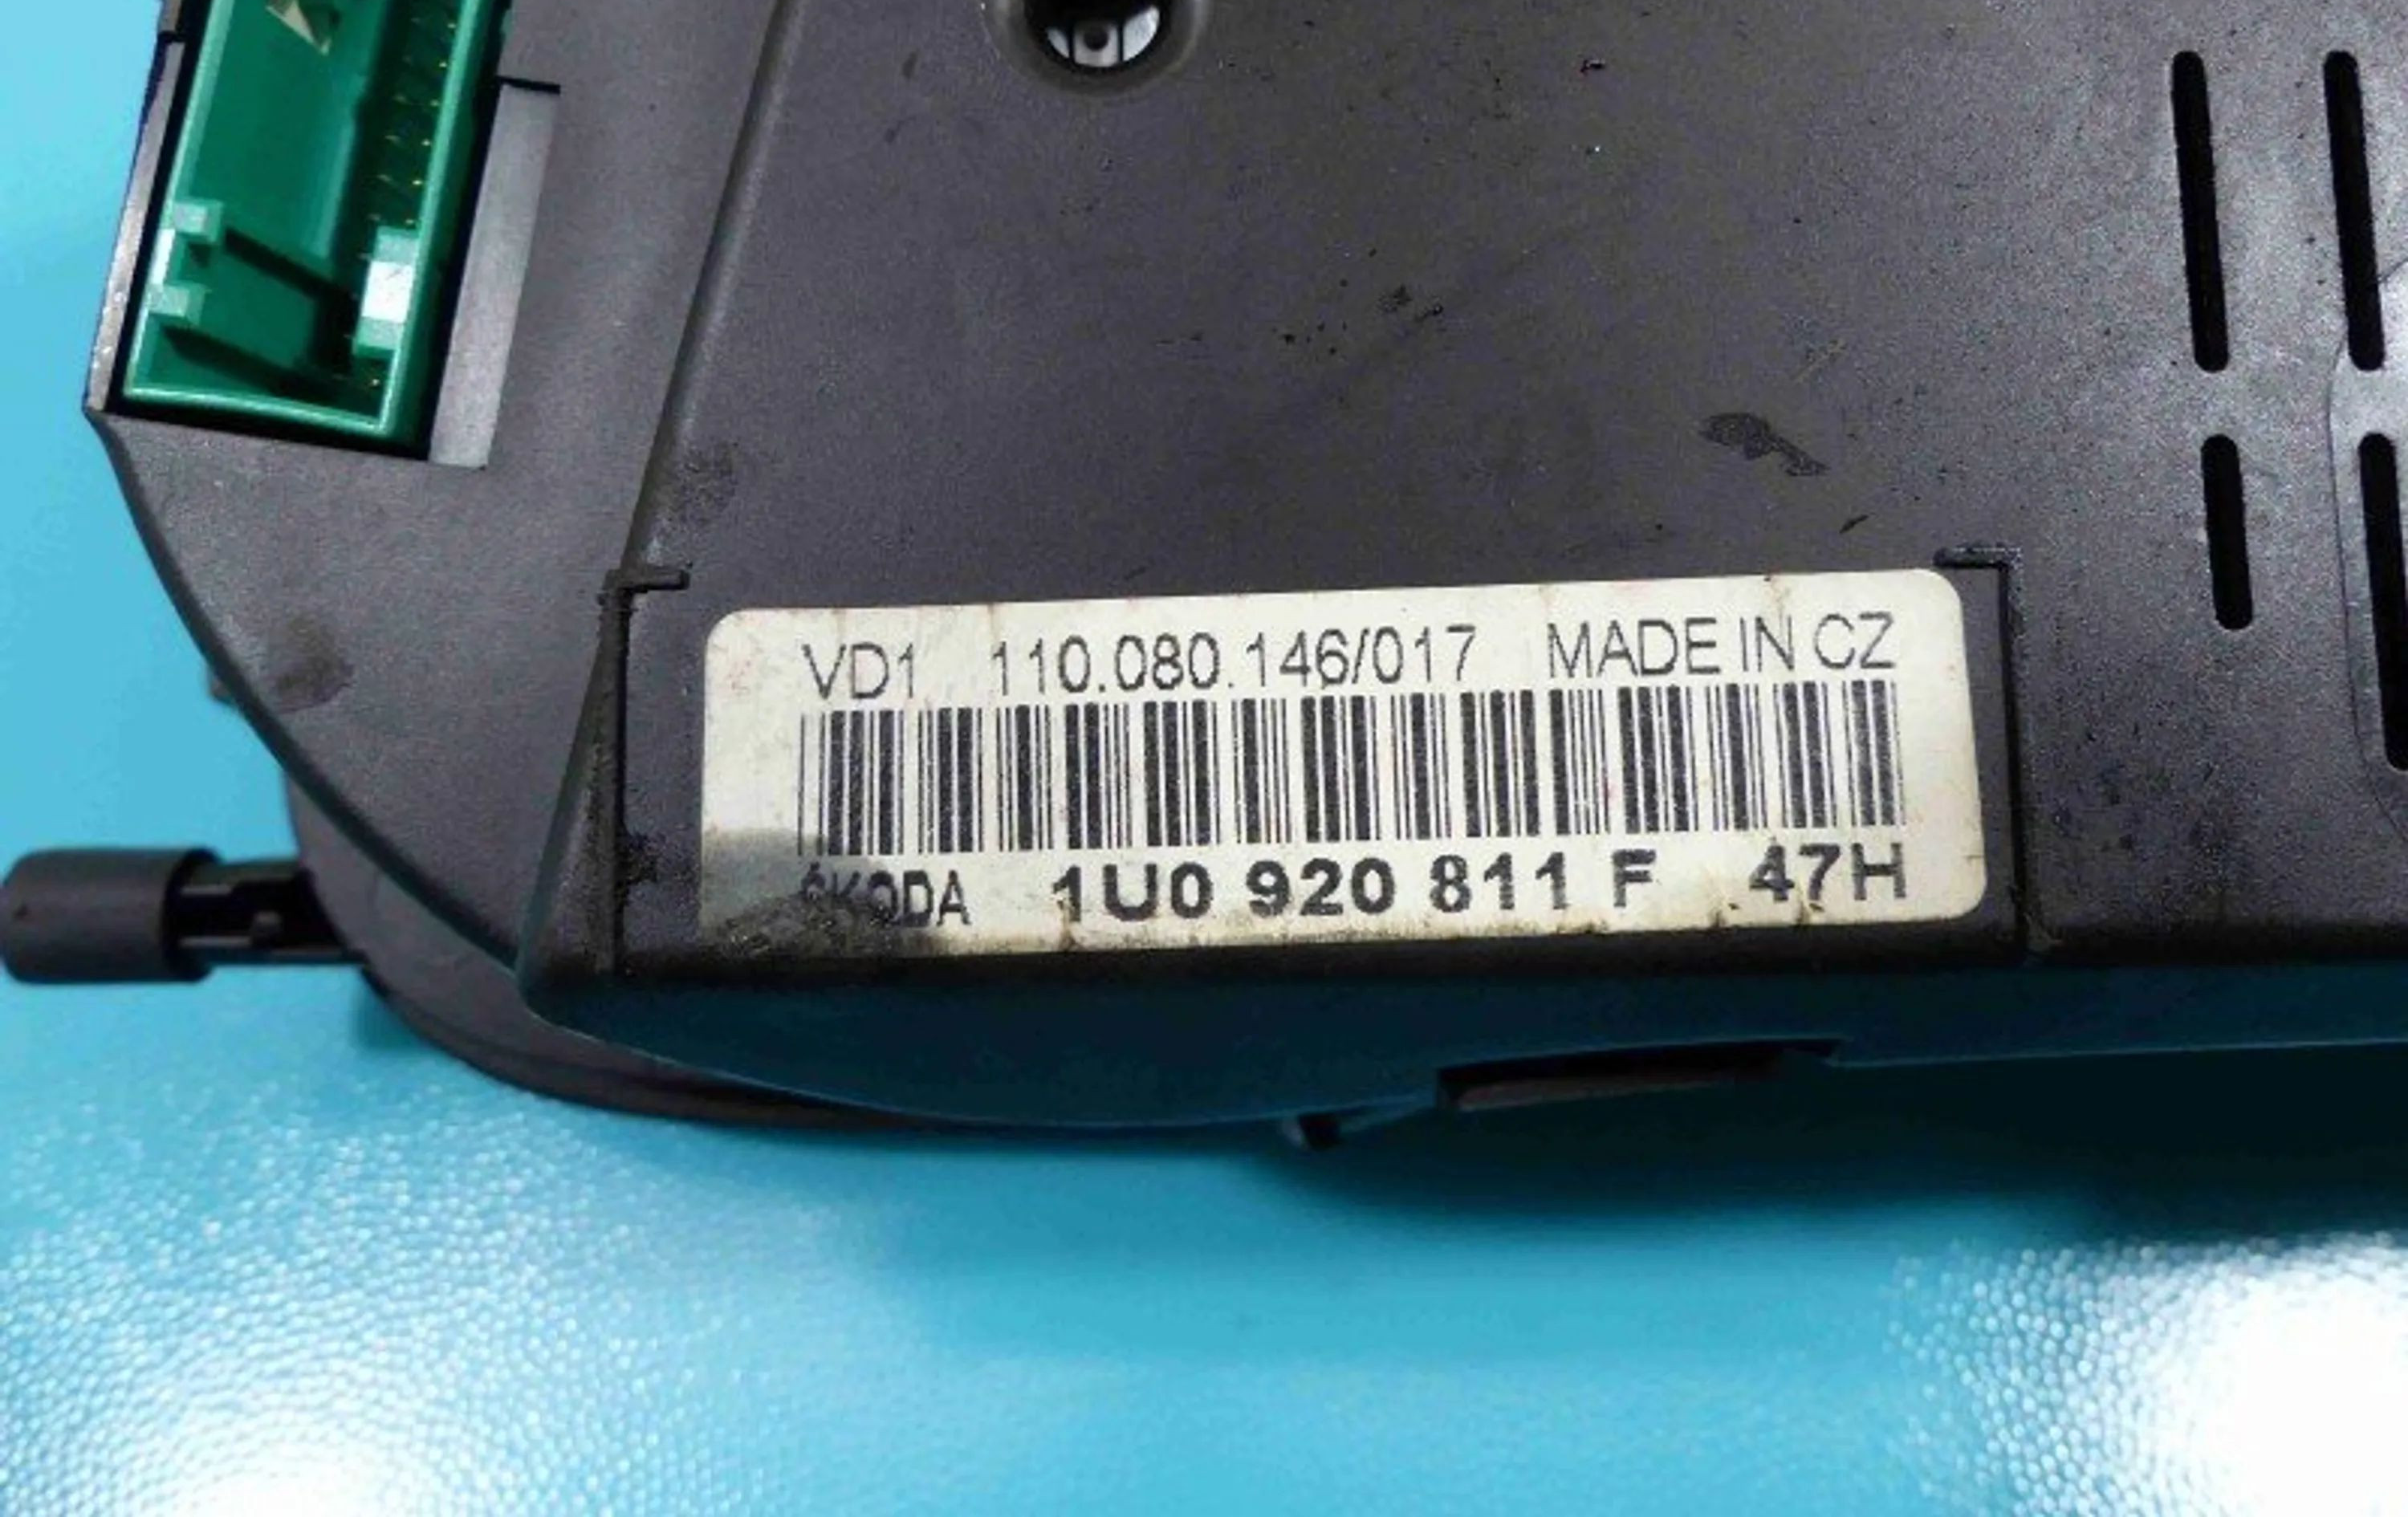 VD1 110.080.146/017 MADE IN CZ
ŠKODA 1U0 920 811 F 47H